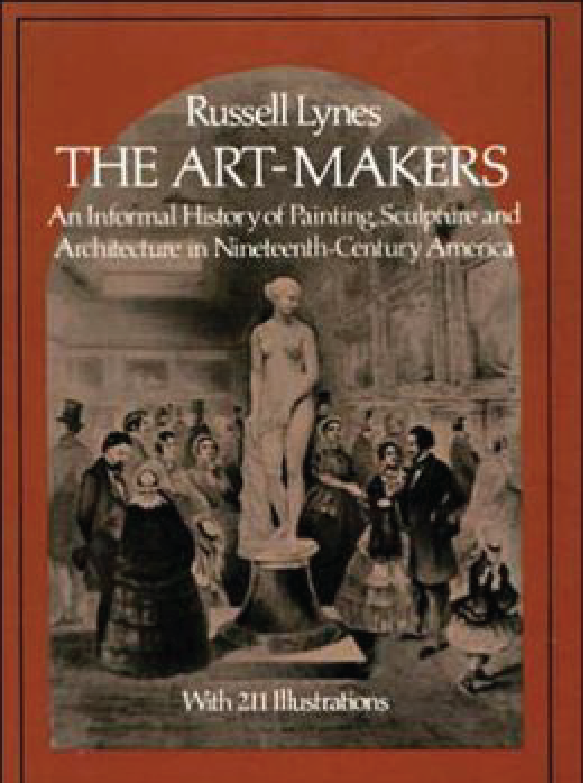 Russell Lynes
THE ART-MAKERS
An Informal History of Painting, Sculpture and
Architecture in Nineteenth-Century America
With 211 Illustrations